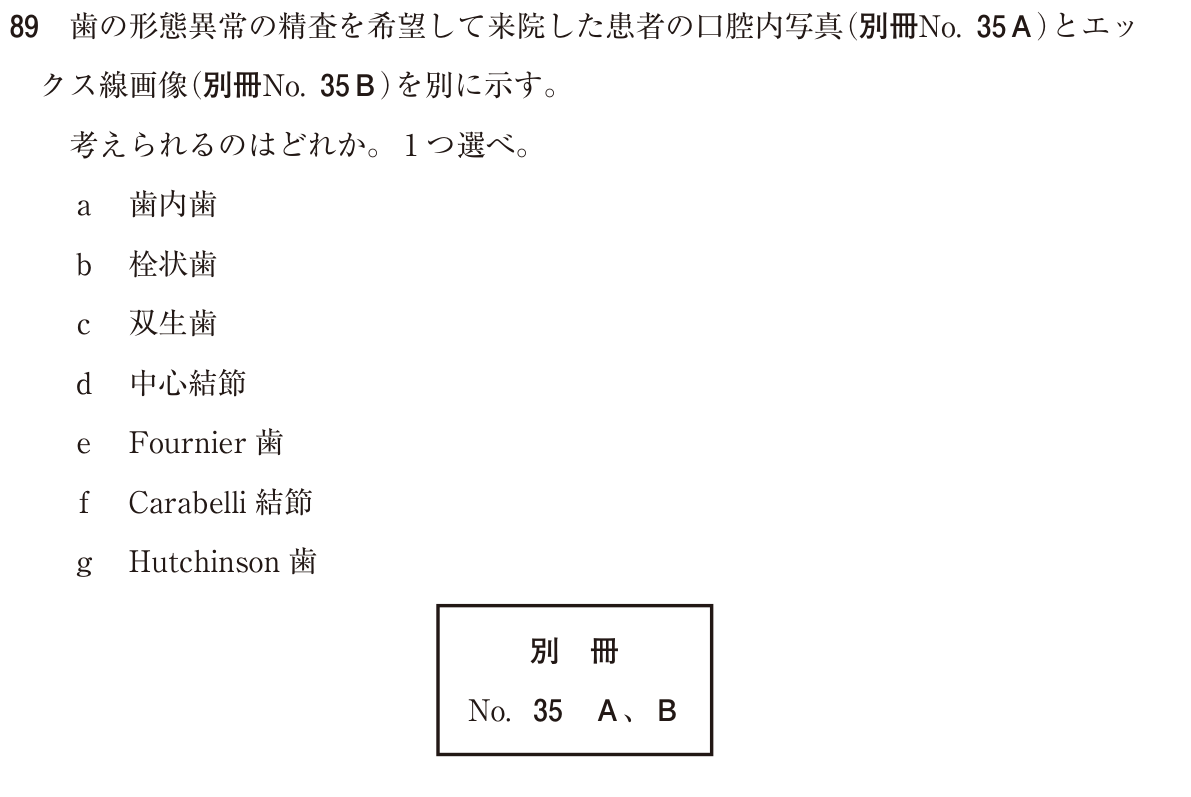 89 歯の形態異常の精査を希望して来院した患者の口腔内写真(別冊No. 35 A)とエッ
クス線画像(別冊No. 35 B)を別に示す。
考えられるのはどれか。1つ選べ。
a 歯内歯
b 栓状歯
c 双生歯
d 中心結節
e Fournier 歯
f Carabelli 結節
g Hutchinson 歯
別 冊
No. 35 A、B